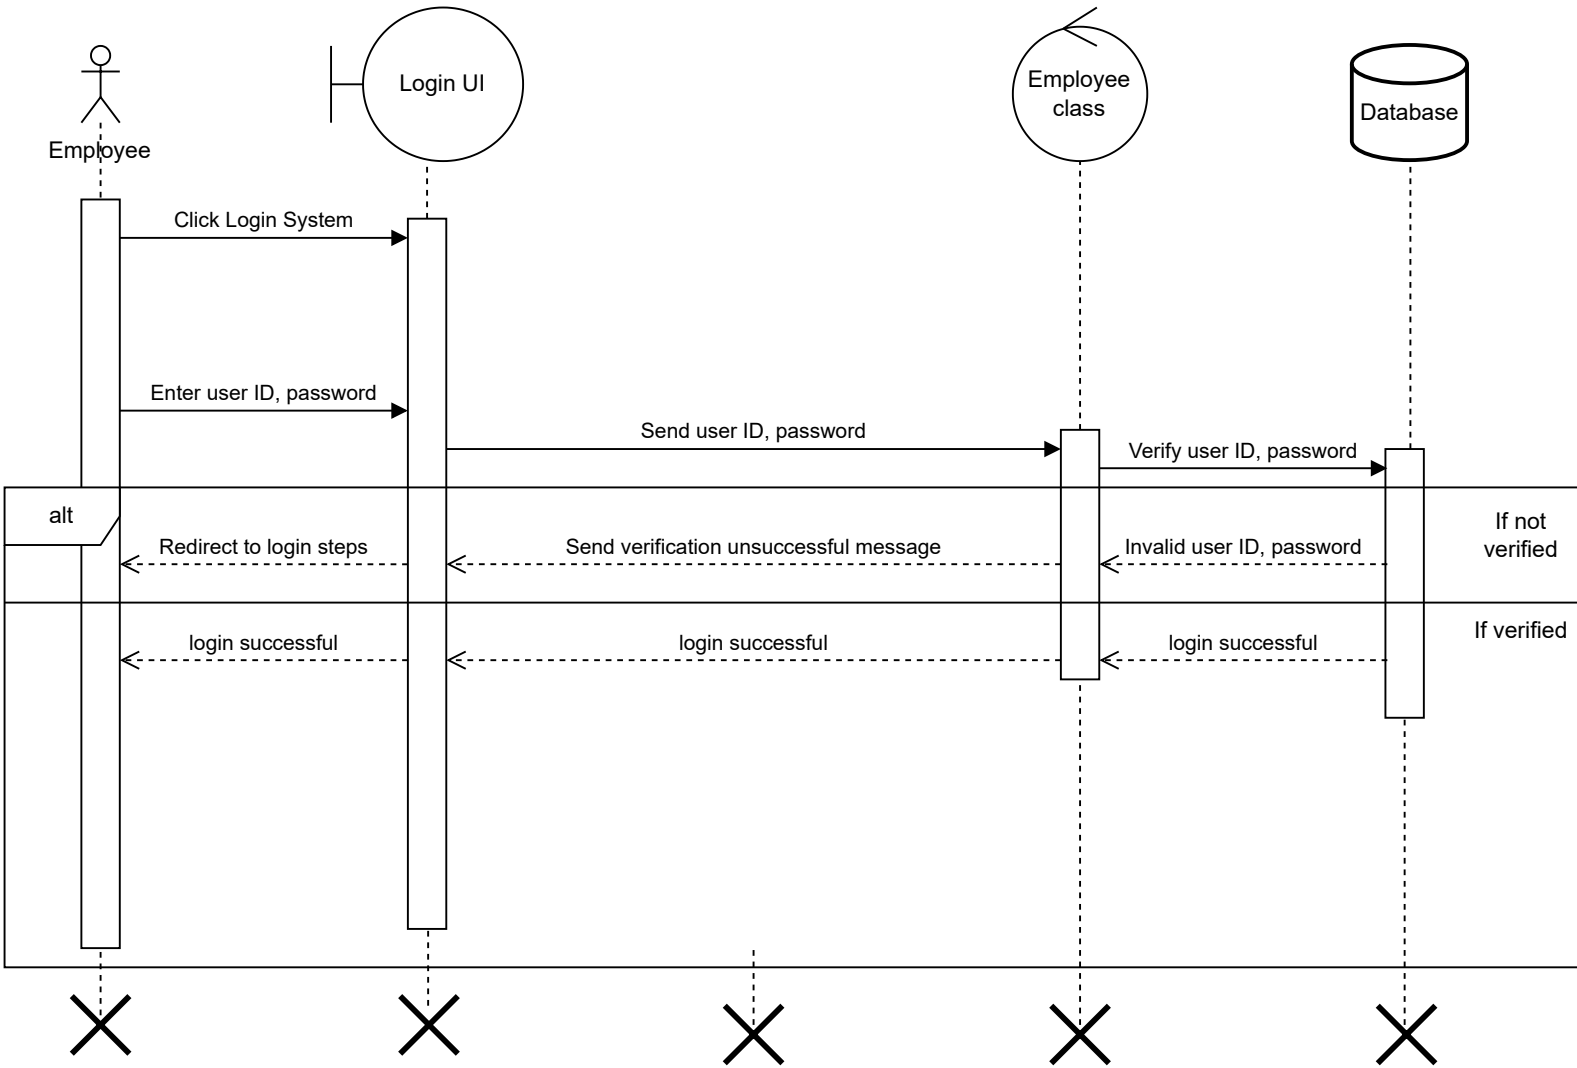 Login UI
Employee
class
Database
Employee
Click Login System
Enter user ID, password
Send user ID, password
Verify user ID, password
alt
If not
verified
Redirect to login steps
Send verification unsuccessful message
Invalid user ID, password
If verified
login successful
login successful
login successful